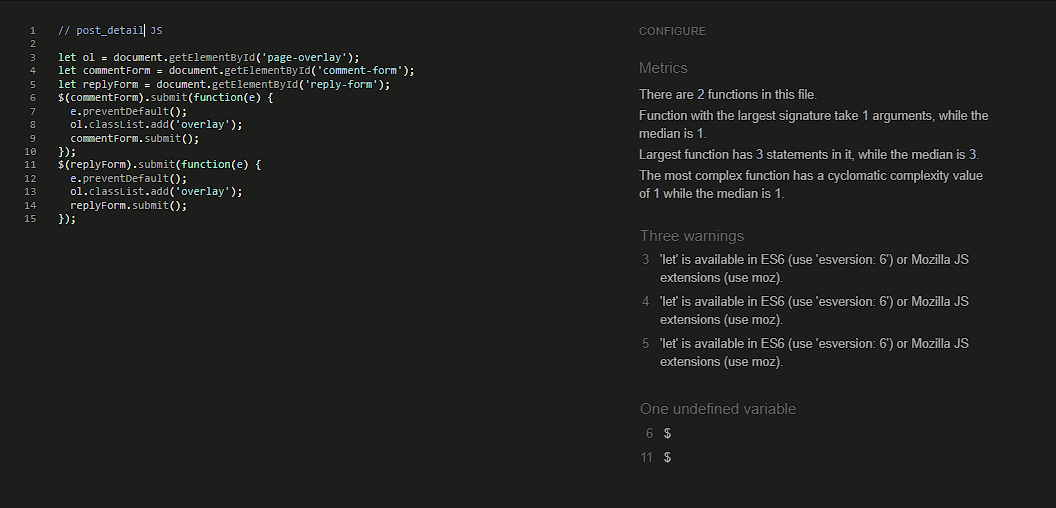 1 // post_detail JS
2
3 let ol = document.getElementById('page-overlay');
4 let commentForm = document.getElementById('comment-form');
5 let replyForm = document.getElementById('reply-form');
6 $(commentForm).submit(function(e) {
7 e.preventDefault();
8 ol.classList.add('overlay');
9 commentForm.submit();
10 });
11 $(replyForm).submit(function(e) {
12 e.preventDefault();
13 ol.classList.add('overlay');
14 replyForm.submit();
15 });
CONFIGURE
Metrics
There are 2 functions in this file.
Function with the largest signature take 1 arguments, while the
median is 1.
Largest function has 3 statements in it, while the median is 3.
The most complex function has a cyclomatic complexity value
of 1 while the median is 1.
Three warnings
3 'let' is available in ES6 (use 'esversion: 6') or Mozilla JS
extensions (use moz).
4 'let' is available in ES6 (use 'esversion: 6') or Mozilla JS
extensions (use moz).
5 'let' is available in ES6 (use 'esversion: 6') or Mozilla JS
extensions (use moz).
One undefined variable
6 $
11 $